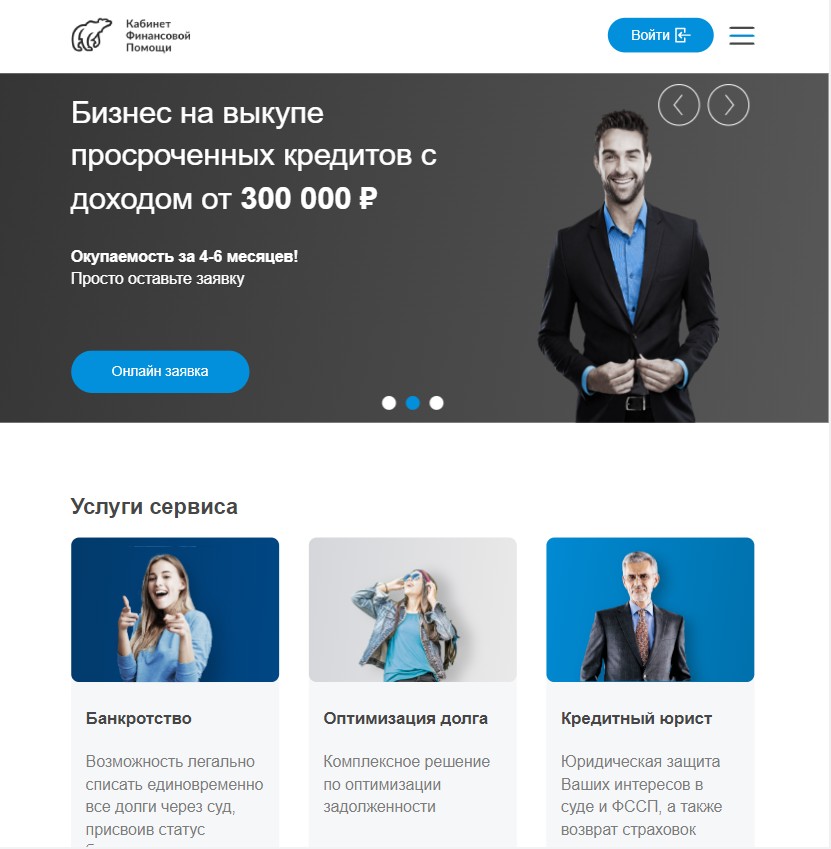 Кабинет
Финансовой
Помощи
Войти
Бизнес на выкупе
просроченных кредитов с
доходом от 300 000 ₽
Окупаемость за 4-6 месяцев!
Просто оставьте заявку
Онлайн заявка
Услуги сервиса
Банкротство
Возможность легально
списать единовременно
все долги через суд,
присвоив статус
Оптимизация долга
Комплексное решение
по оптимизации
задолженности
Кредитный юрист
Юридическая защита
Ваших интересов в
суде и ФССП, а также
возврат страховок